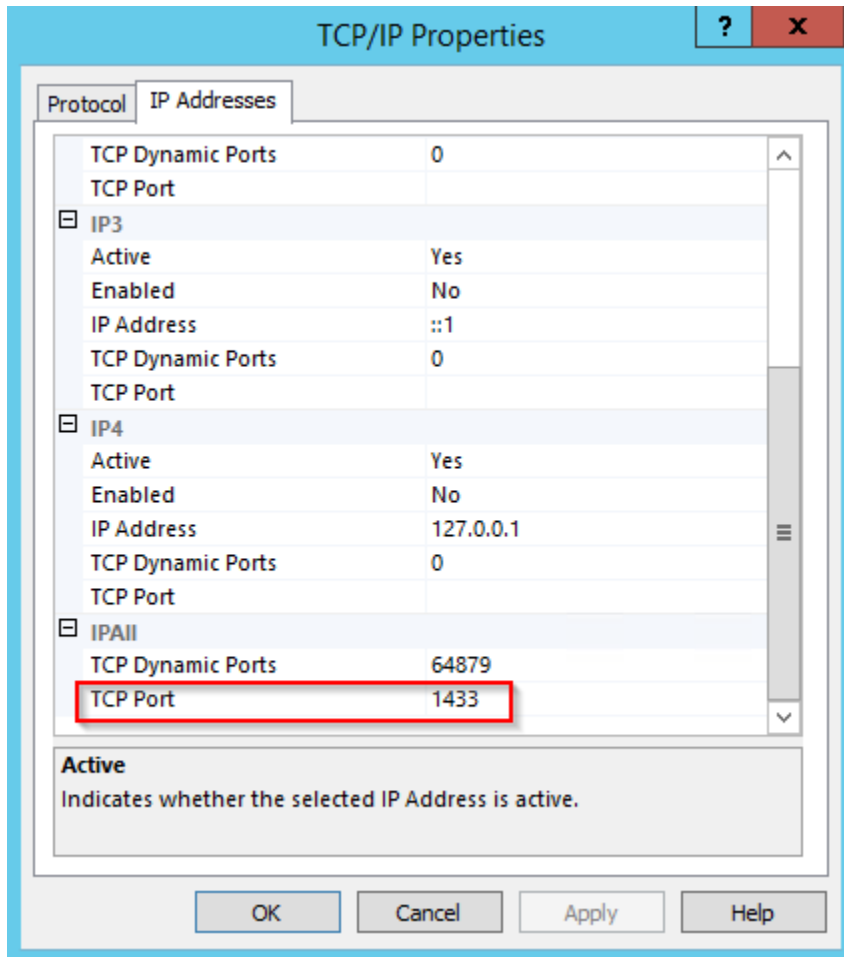 TCP/IP Properties
?
x
Protocol
IP Addresses
TCP Dynamic Ports 0
TCP Port
IP3
Active Yes
Enabled No
IP Address ::1
TCP Dynamic Ports 0
TCP Port
IP4
Active Yes
Enabled No
IP Address 127.0.0.1
TCP Dynamic Ports 0
TCP Port
IPAll
TCP Dynamic Ports 64879
TCP Port 1433
Active
Indicates whether the selected IP Address is active.
OK Cancel Apply Help